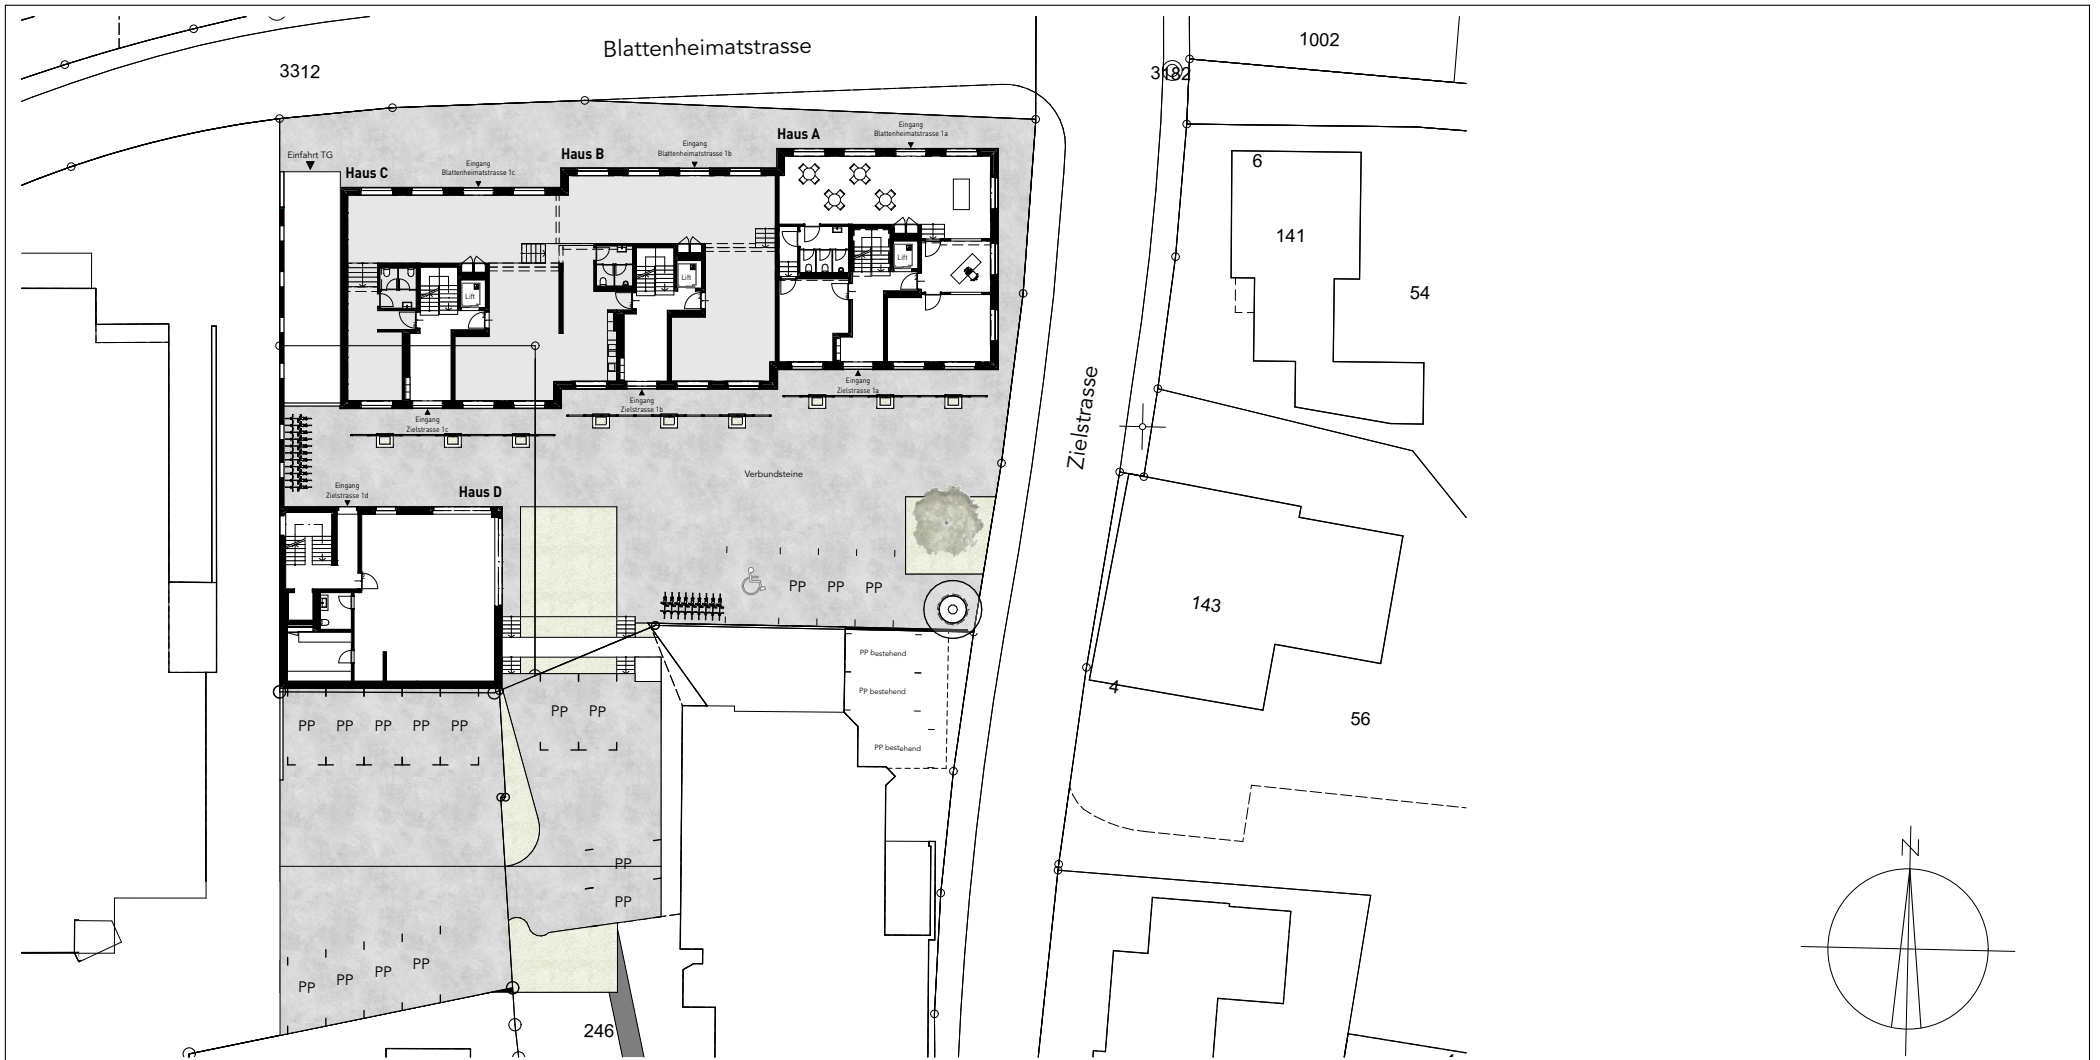 Blattenheimatstrasse
1002
3312
3182
Haus A
Eingang
Blattenheimatstrasse 1a
Haus B
Eingang
Blattenheimatstrasse 1b
Einfahrt TG
Haus C
Eingang
Blattenheimatstrasse 1c
6
141
54
Lift
Lift
Lift
Eingang
Zielstrasse 1a
Eingang
Zielstrasse 1b
Eingang
Zielstrasse 1c
Zielstrasse
Verbundsteine
Eingang
Zielstrasse 1d
Haus D
PP
PP
PP
143
PP bestehend
PP bestehend
PP bestehend
4
56
PP
PP
PP
PP
PP
PP
PP
PP
PP
PP
PP
PP
PP
246
N